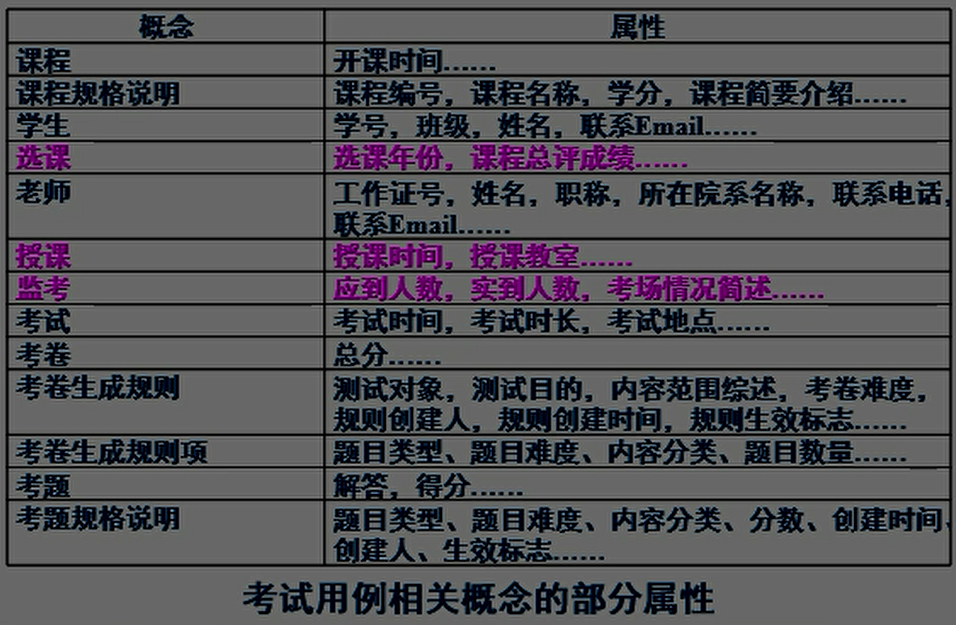 概念 属性
课程 开课时间……
课程规格说明 课程编号，课程名称，学分，课程简要介绍……
学生 学号，班级，姓名，联系Email……
选课 选课年份，课程总评成绩……
老师 工作证号，姓名，职称，所在院系名称，联系电话，
联系Email……
授课 授课时间，授课教室……
监考 应到人数，实到人数，考场情况简述……
考试 考试时间，考试时长，考试地点……
考卷 总分……
考卷生成规则 测试对象，测试目的，内容范围综述，考卷难度，
规则创建人，规则创建时间，规则生效标志……
考卷生成规则项 题目类型、题目难度、内容分类、题目数量……
考题 解答，得分……
考题规格说明 题目类型、题目难度、内容分类、分数、创建时间、
创建人、生效标志……
考试用例相关概念的部分属性